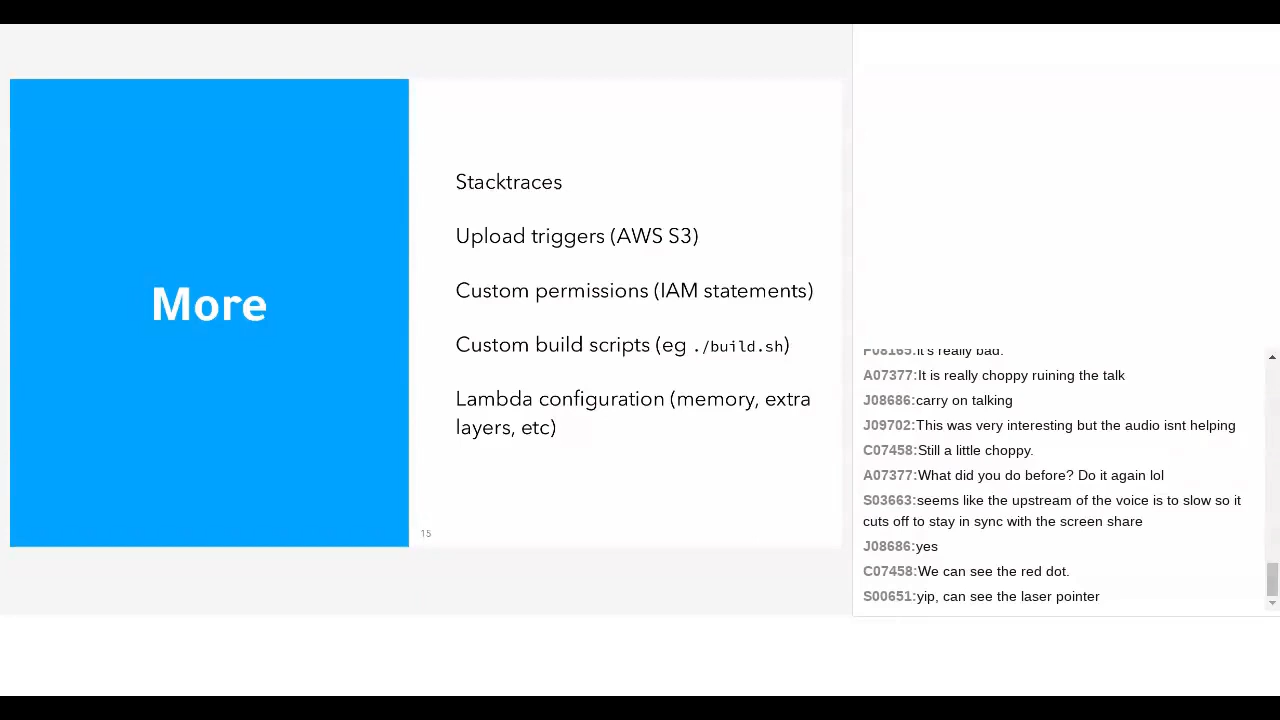 More
Stacktraces
Upload triggers (AWS S3)
Custom permissions (IAM statements)
Custom build scripts (eg ./build.sh)
Lambda configuration (memory, extra
layers, etc)
15
F08165:it's really bad.
A07377:It is really choppy ruining the talk
J08686:carry on talking
J09702:This was very interesting but the audio isnt helping
C07458:Still a little choppy.
A07377:What did you do before? Do it again lol
S03663:seems like the upstream of the voice is to slow so it
cuts off to stay in sync with the screen share
J08686:yes
C07458:We can see the red dot.
S00651:yip, can see the laser pointer